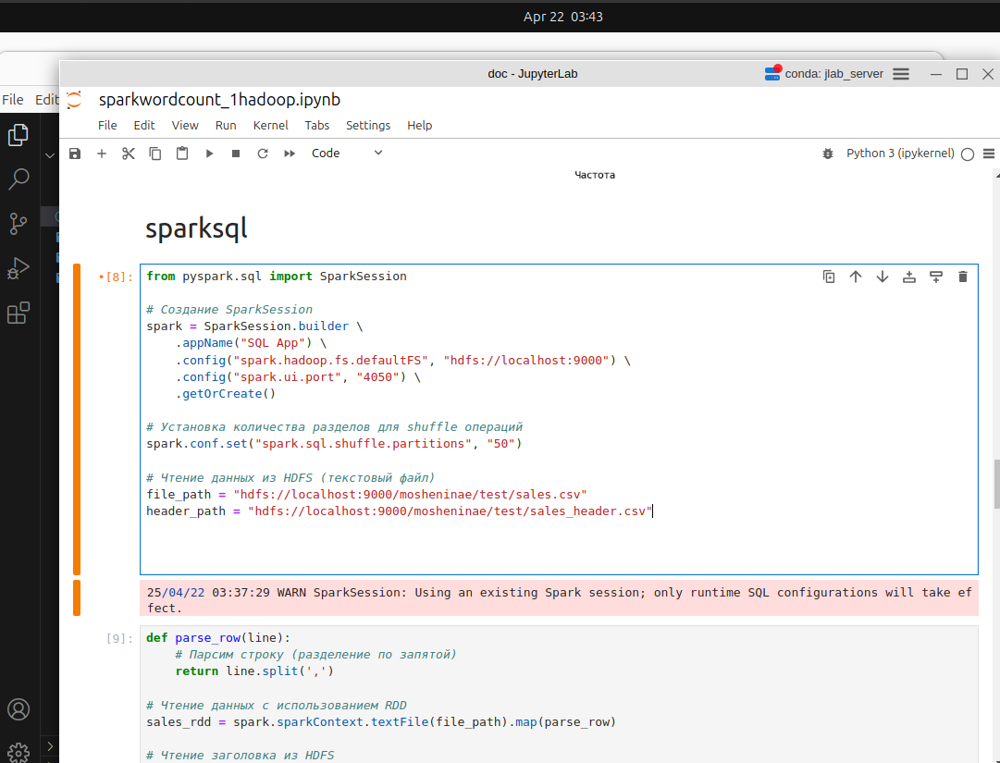 Apr 22 03:43
doc - JupyterLab
conda: jlab_server
File Edit
sparkwordcount_1hadoop.ipynb
File Edit View Run Kernel Tabs Settings Help
Code
Python 3 (ipykernel)
Частота
sparksql
[8]:
from pyspark.sql import SparkSession
# Создание SparkSession
spark = SparkSession.builder \
.appName("SQL App") \
.config("spark.hadoop.fs.defaultFS", "hdfs://localhost:9000") \
.config("spark.ui.port", "4050") \
.getOrCreate()
# Установка количества разделов для shuffle операций
spark.conf.set("spark.sql.shuffle.partitions", "50")
# Чтение данных из HDFS (текстовый файл)
file_path = "hdfs://localhost:9000/mosheninae/test/sales.csv"
header_path = "hdfs://localhost:9000/mosheninae/test/sales_header.csv"
25/04/22 03:37:29 WARN SparkSession: Using an existing Spark session; only runtime SQL configurations will take ef
fect.
[9]:
def parse_row(line):
# Парсим строку (разделение по запятой)
return line.split(',')
# Чтение данных с использованием RDD
sales_rdd = spark.sparkContext.textFile(file_path).map(parse_row)
# Чтение заголовка из HDFS